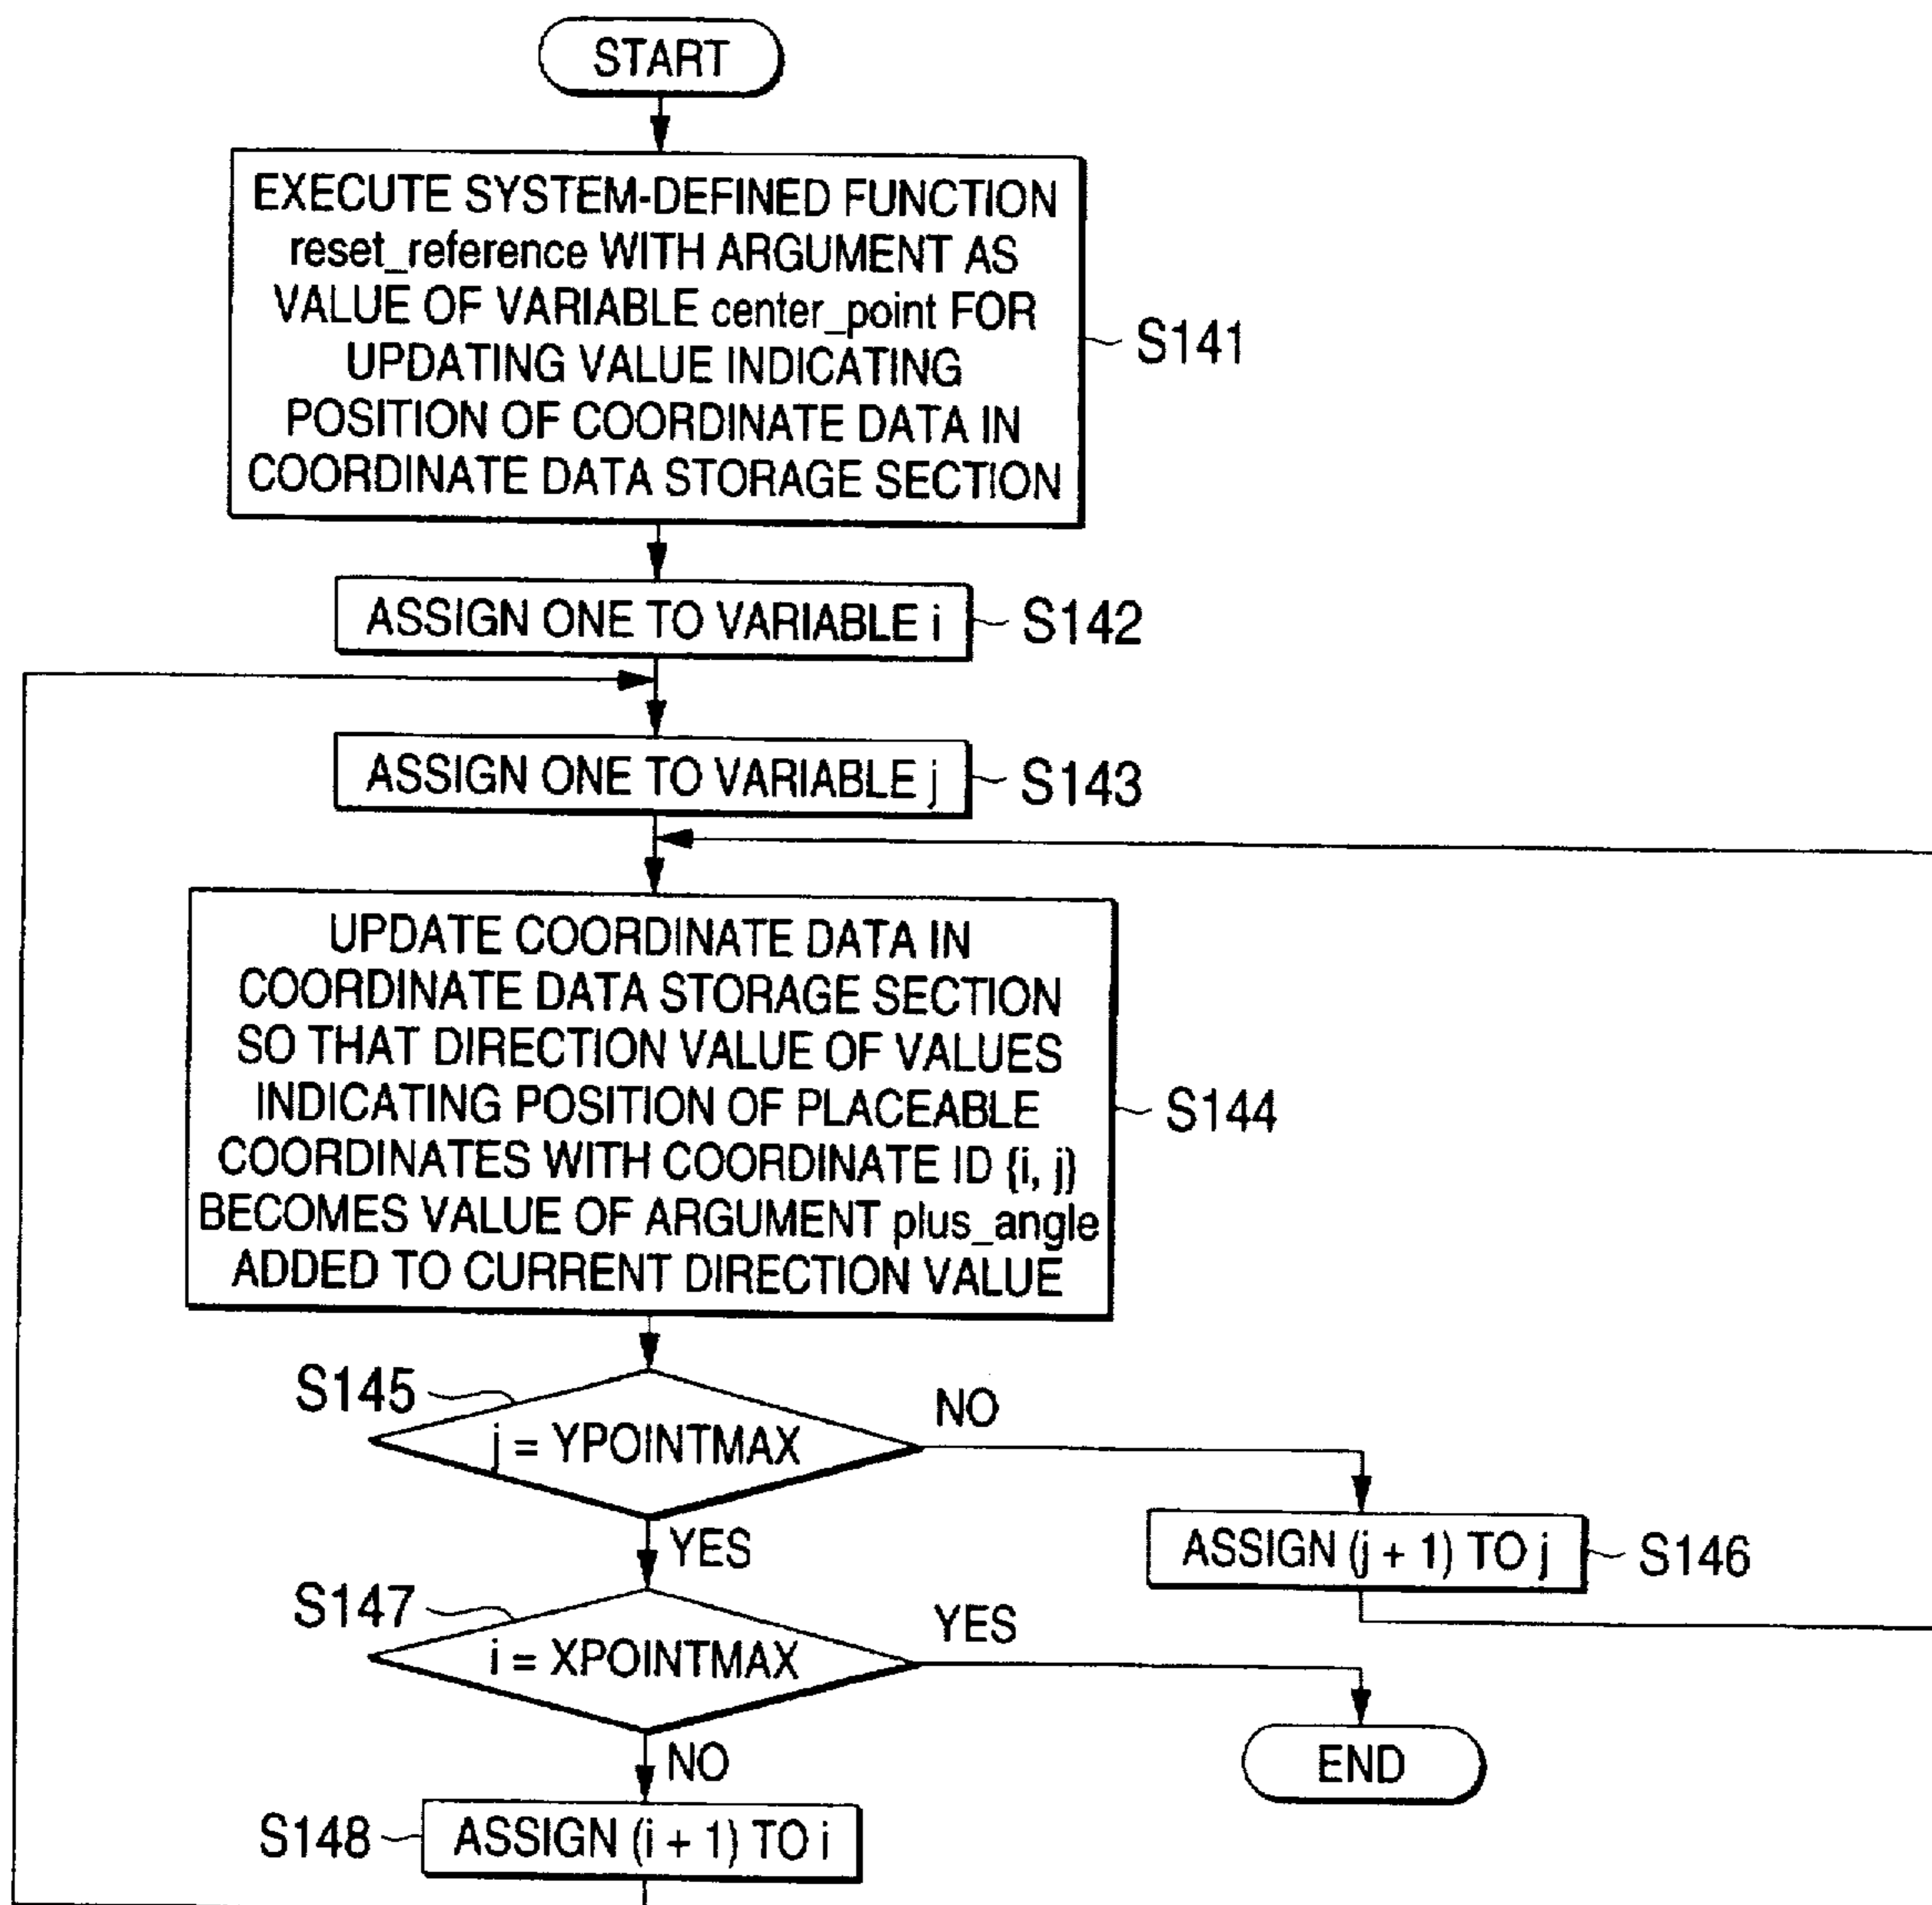 START
EXECUTE SYSTEM-DEFINED FUNCTION
reset_reference WITH ARGUMENT AS
VALUE OF VARIABLE center_point FOR
UPDATING VALUE INDICATING
POSITION OF COORDINATE DATA IN
COORDINATE DATA STORAGE SECTION
S141
ASSIGN ONE TO VARIABLE i
S142
ASSIGN ONE TO VARIABLE j
S143
UPDATE COORDINATE DATA IN
COORDINATE DATA STORAGE SECTION
SO THAT DIRECTION VALUE OF VALUES
INDICATING POSITION OF PLACEABLE
COORDINATES WITH COORDINATE ID (i, j)
BECOMES VALUE OF ARGUMENT plus_angle
ADDED TO CURRENT DIRECTION VALUE
S144
S145
j = YPOINTMAX
NO
YES
ASSIGN (j + 1) TO j
S146
S147
i = XPOINTMAX
YES
NO
END
S148
ASSIGN (i + 1) TO i